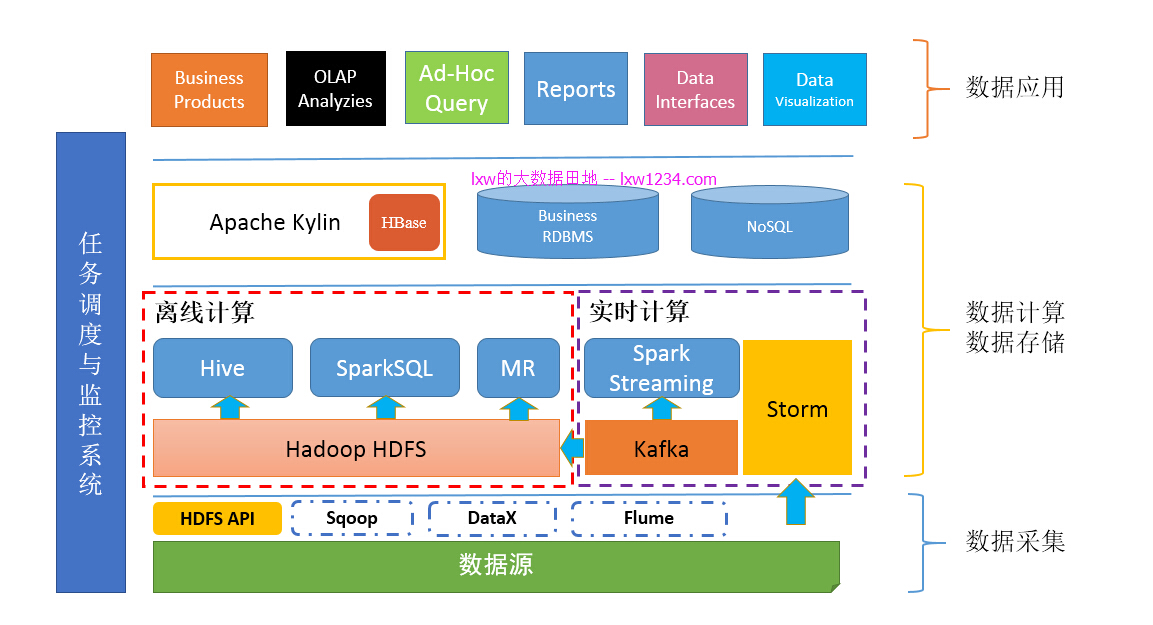 Business
Products
OLAP
Analyzies
Ad-Hoc
Query
Reports
Data
Interfaces
Data
Visualization
数据应用
lxw的大数据田地 -- lxw1234.com
Apache Kylin
HBase
Business
RDBMS
NoSQL
任务调度与监控系统
离线计算
实时计算
数据计算
数据存储
Hive
SparkSQL
MR
Spark
Streaming
Storm
Hadoop HDFS
Kafka
HDFS API
Sqoop
DataX
Flume
数据采集
数据源